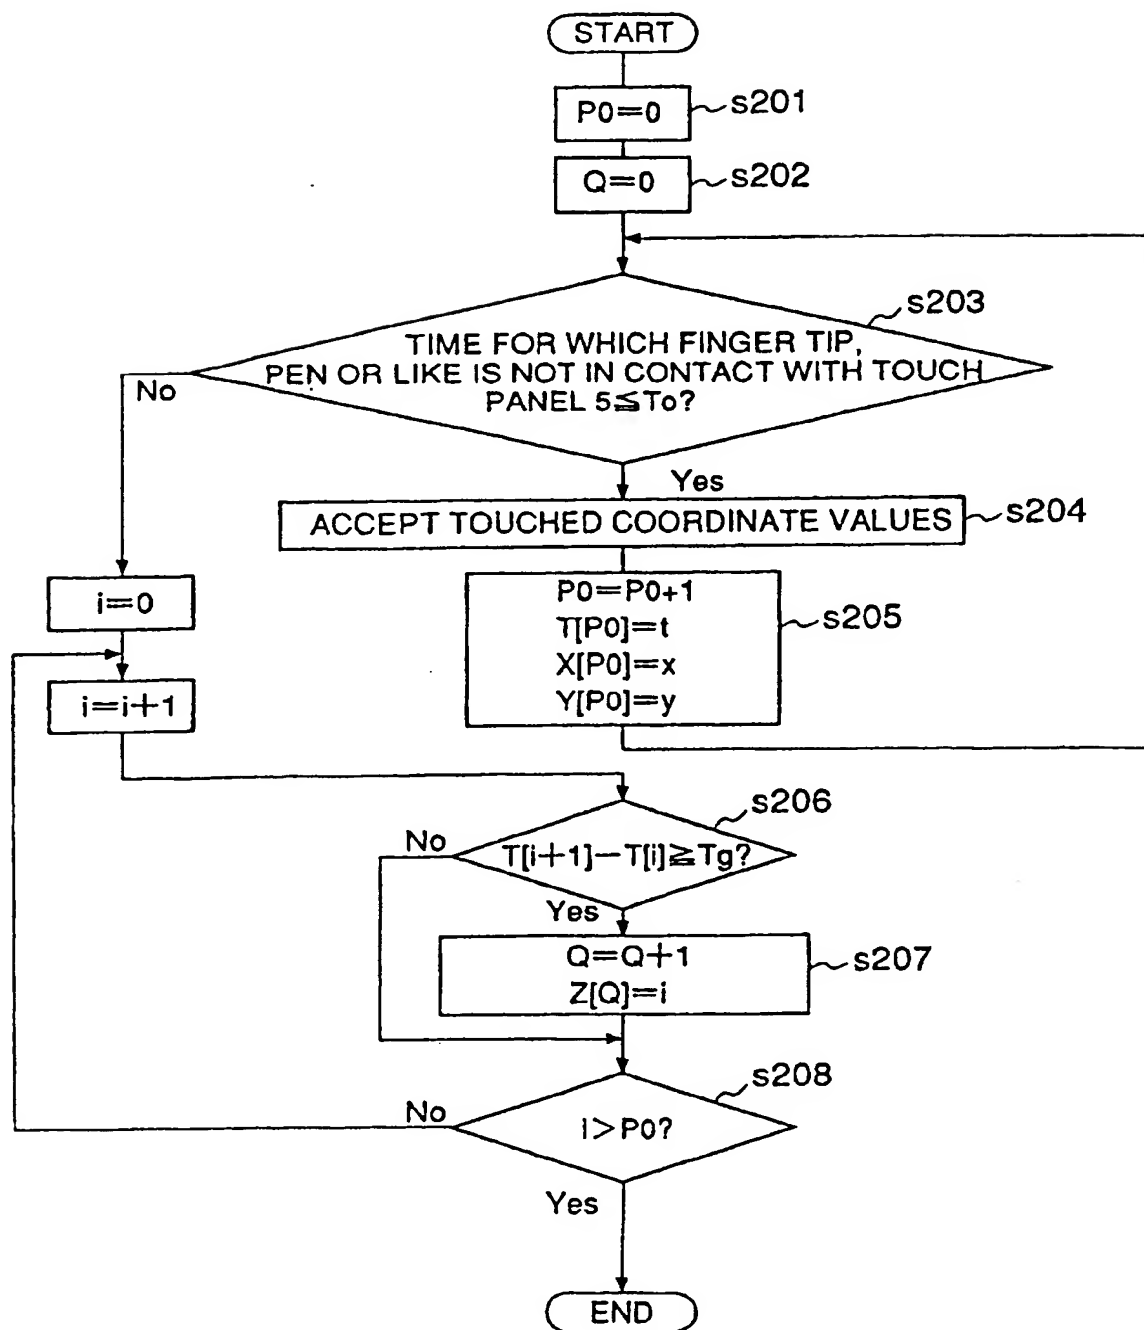 START
P0=0
s201
Q=0
s202
s203
TIME FOR WHICH FINGER TIP,
PEN OR LIKE IS NOT IN CONTACT WITH TOUCH
PANEL 5≦To?
No
Yes
ACCEPT TOUCHED COORDINATE VALUES
s204
i=0
P0=P0+1
T[P0]=t
X[P0]=x
Y[P0]=y
s205
i=i+1
s206
No
T[i+1]-T[i]≧Tg?
Yes
Q=Q+1
Z[Q]=i
s207
s208
No
i>P0?
Yes
END